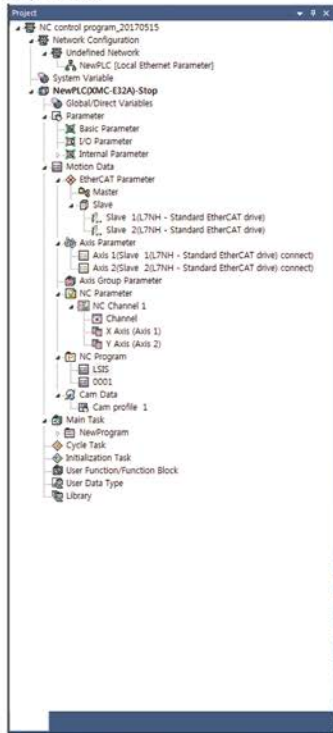 Project
NC control program_20170515
Network Configuration
Undefined Network
NewPLC [Local Ethernet Parameter]
System Variable
NewPLC(XMC-E32A)-Stop
Global/Direct Variables
Parameter
Basic Parameter
I/O Parameter
Internal Parameter
Motion Data
EtherCAT Parameter
Master
Slave
Slave 1(L7NH - Standard EtherCAT drive)
Slave 2(L7NH - Standard EtherCAT drive)
Axis Parameter
Axis 1(Slave 1(L7NH - Standard EtherCAT drive) connect)
Axis 2(Slave 2(L7NH - Standard EtherCAT drive) connect)
Axis Group Parameter
NC Parameter
NC Channel 1
Channel
X Axis (Axis 1)
Y Axis (Axis 2)
NC Program
LSIS
0001
Cam Data
Cam profile 1
Main Task
NewProgram
Cycle Task
Initialization Task
User Function/Function Block
User Data Type
Library